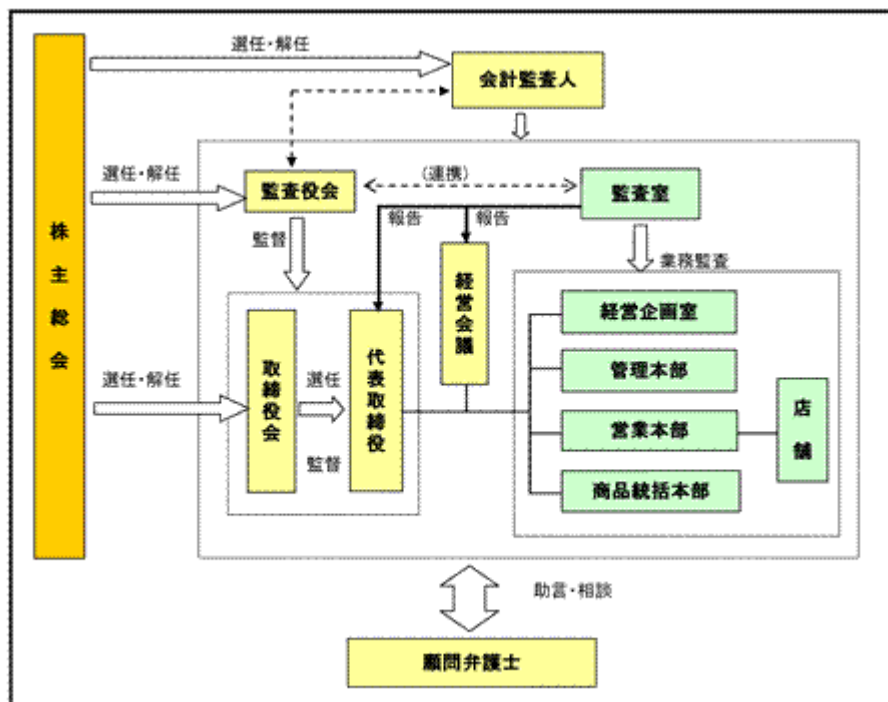 選任・解任
会計監査人
選任・解任
監査役会
(連携)
監査室
監督
報告
報告
業務監査
株主総会
経営会議
経営企画室
管理本部
営業本部
商品統括本部
店舗
選任・解任
取締役会
選任
監督
代表取締役
助言・相談
顧問弁護士